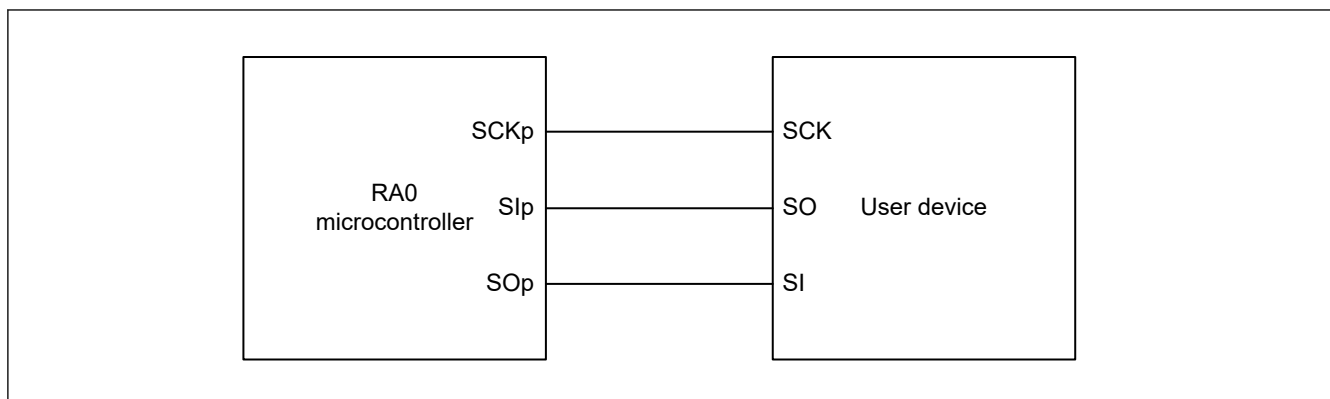 SCKp
SCK
RA0
microcontroller
SIp
SO
User device
SOp
SI